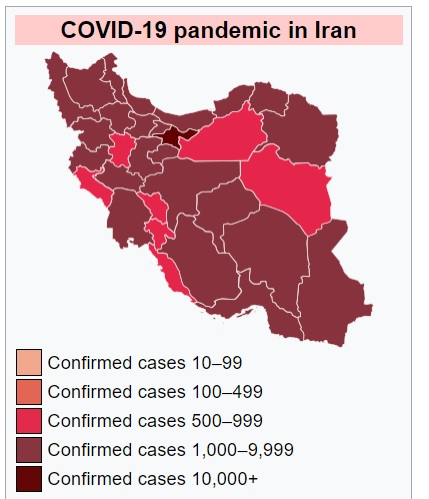 COVID-19 pandemic in Iran
Confirmed cases 10–99
Confirmed cases 100–499
Confirmed cases 500–999
Confirmed cases 1,000–9,999
Confirmed cases 10,000+